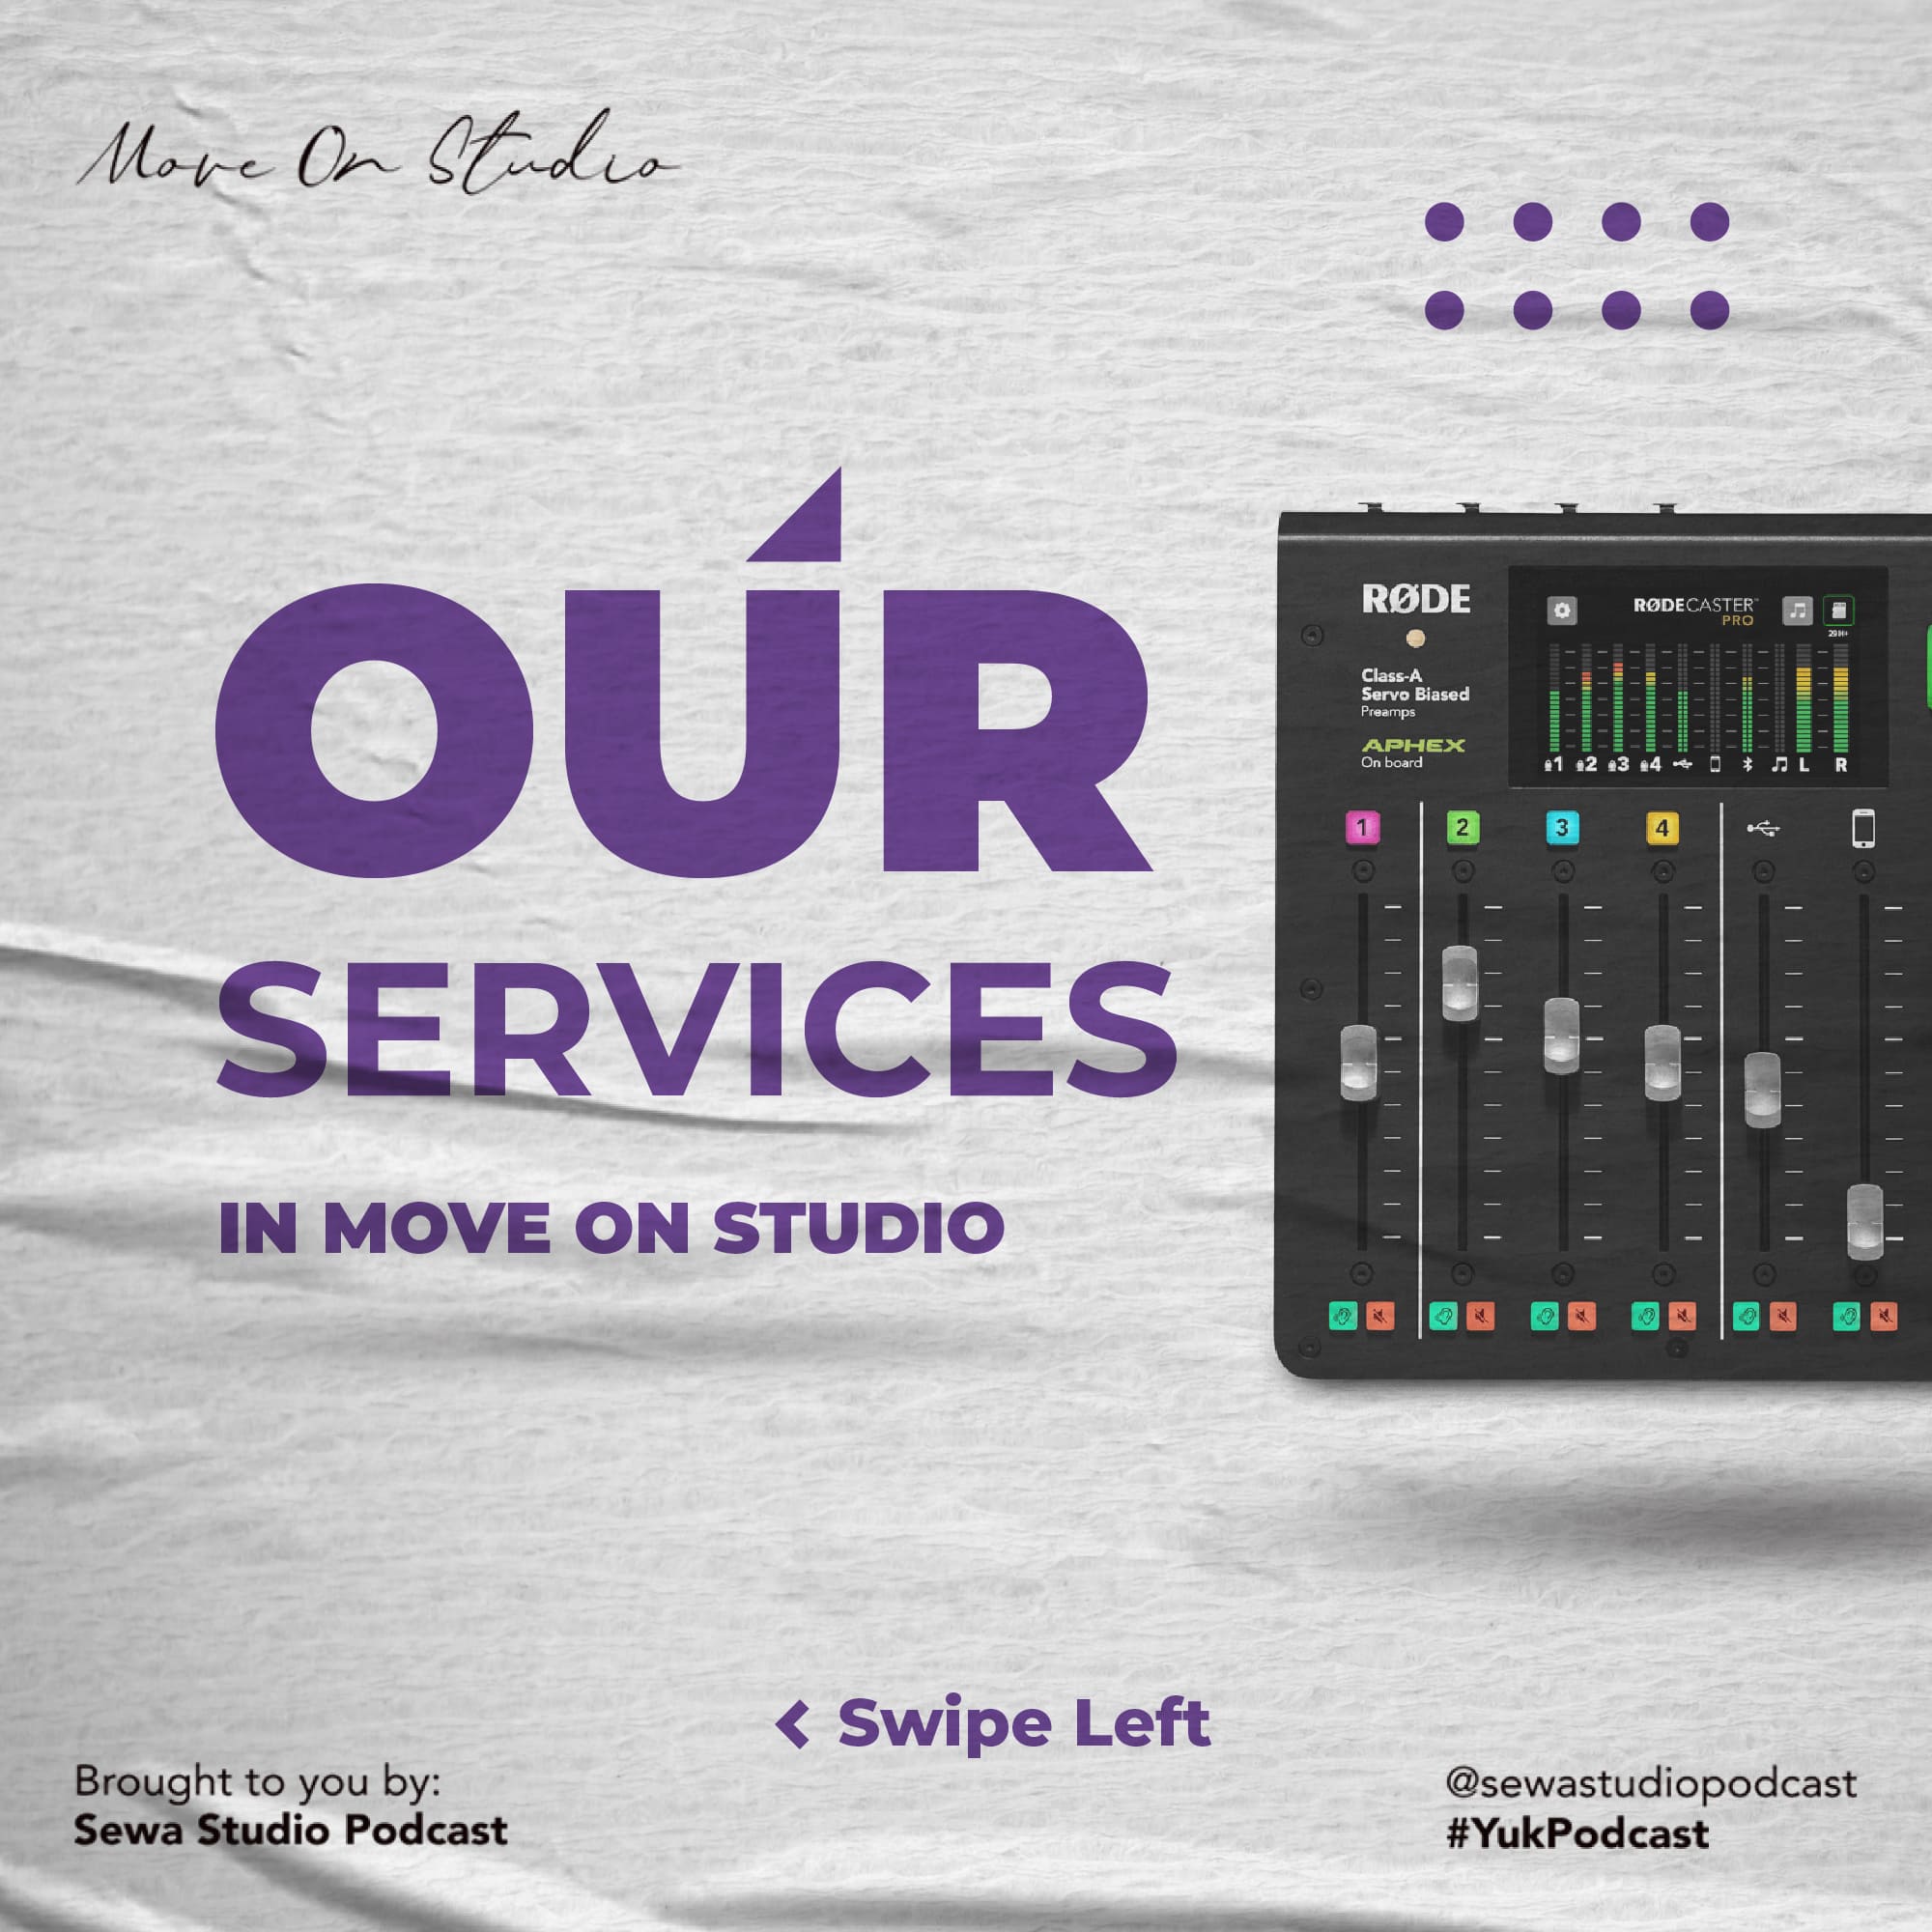 Move On Studio
OUR
SERVICES
IN MOVE ON STUDIO
RØDE
Class-A
Servo Biased
Preamps
APHEX
On board
RØDECASTER™
PRO
1 2 3 4 L R
1 2 3 4
Swipe Left
Brought to you by:
Sewa Studio Podcast
@sewastudiopodcast
#YukPodcast